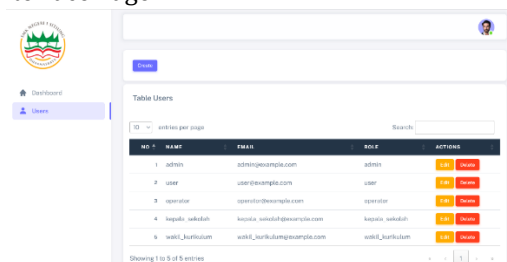 Dashboard
Users
Create
Table Users
10 entries per page
Search:
NO NAME EMAIL ROLE ACTIONS
1 admin admin@example.com admin Edit Delete
2 user user@example.com user Edit Delete
3 operator operator@example.com operator Edit Delete
4 kepala_sekolah kepala_sekolah@example.com kepala_sekolah Edit Delete
5 wakil_kurikulum wakil_kurikulum@example.com wakil_kurikulum Edit Delete
Showing 1 to 5 of 5 entries
‹ ‹ 1 › »